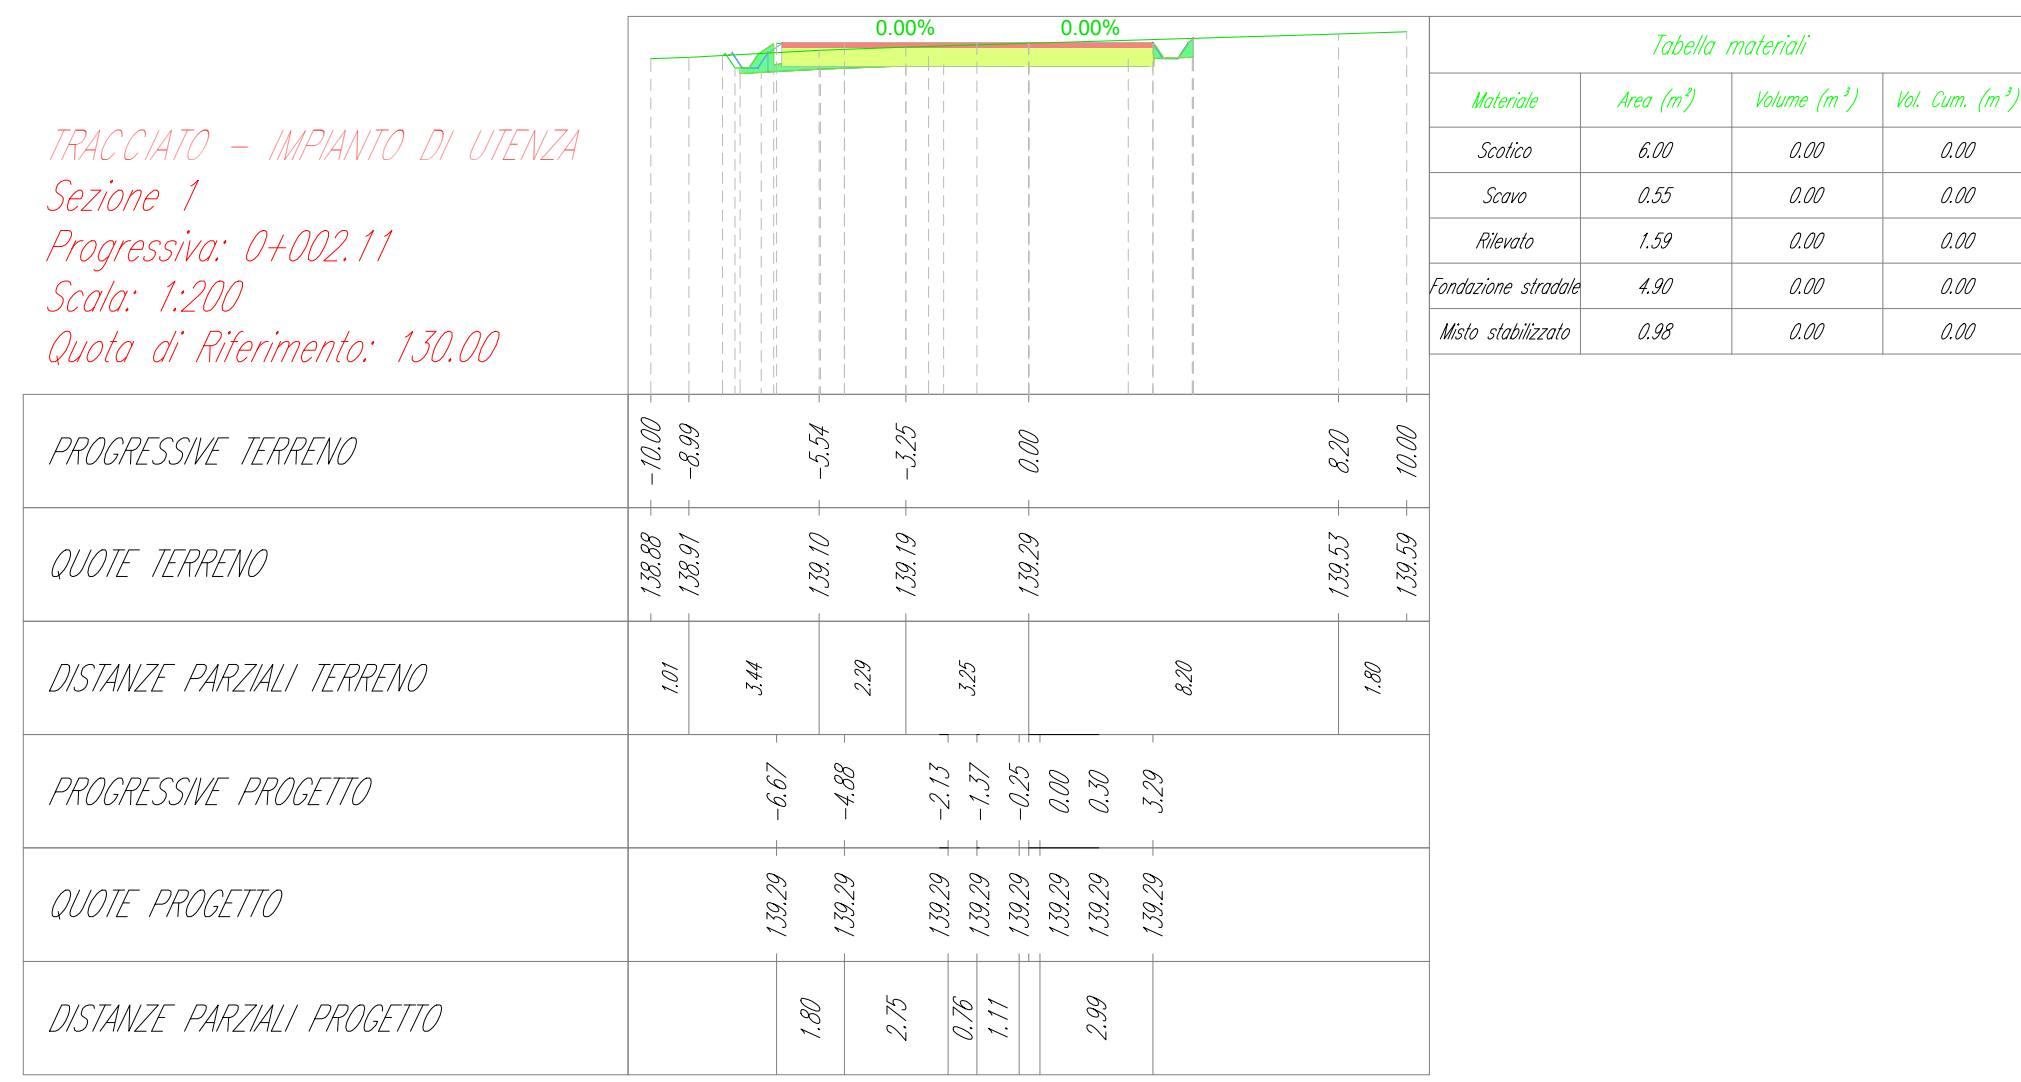 0.00% 0.00%
TRACCIATO - IMPIANTO DI UTENZA
Sezione 1
Progressiva: 0+002.11
Scala: 1:200
Quota di Riferimento: 130.00
Tabella materiali
Materiale Area (m²) Volume (m³) Vol. Cum. (m³)
Scotico 6.00 0.00 0.00
Scavo 0.55 0.00 0.00
Rilevato 1.59 0.00 0.00
Fondazione stradale 4.90 0.00 0.00
Misto stabilizzato 0.98 0.00 0.00
PROGRESSIVE TERRENO -10.00 -8.99 -5.54 -3.25 0.00 8.20 10.00
QUOTE TERRENO 138.88 138.91 139.10 139.19 139.29 139.53 139.59
DISTANZE PARZIALI TERRENO 1.01 3.44 2.29 3.25 8.20 1.80
PROGRESSIVE PROGETTO -6.67 -4.88 -2.13 -1.37 -0.25 0.00 0.30 3.29
QUOTE PROGETTO 139.29 139.29 139.29 139.29 139.29 139.29 139.29 139.29
DISTANZE PARZIALI PROGETTO 1.80 2.75 0.76 1.11 2.99